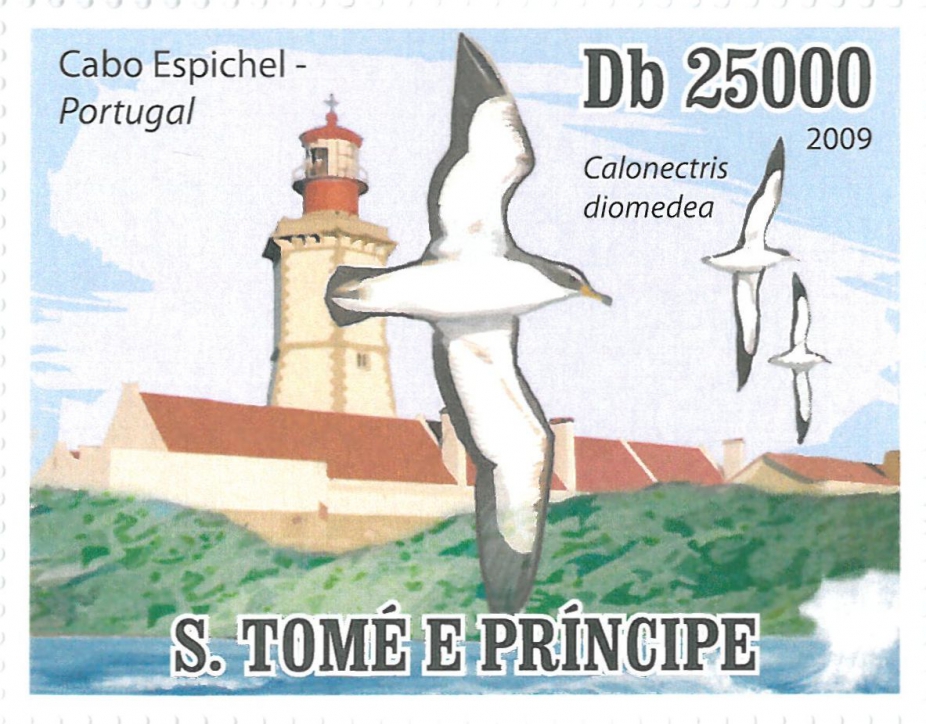 Cabo Espichel -
Portugal
Db 25000
2009
Calonectris
diomedea
S. TOMÉ E PRÍNCIPE